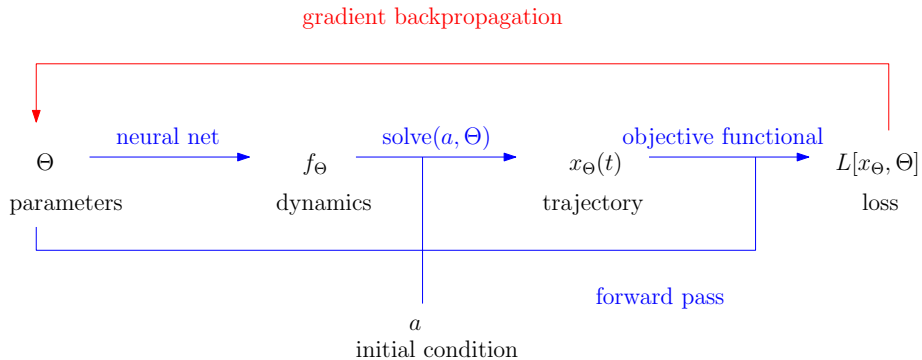 gradient backpropagation
neural net
solve(a, Θ)
objective functional
Θ
f_Θ
x_Θ(t)
L[x_Θ, Θ]
parameters
dynamics
trajectory
loss
forward pass
a
initial condition